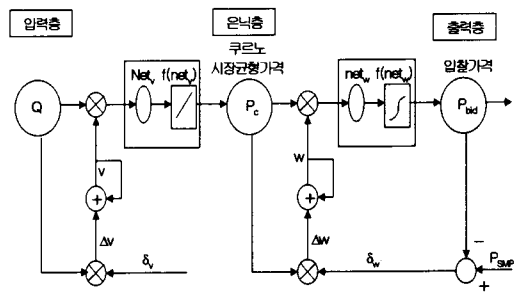 입력층
은닉층
출력층
쿠르노
시장균형가격
입찰가격
Net_v f(net_v)
net_w f(net_w)
Q
P_c
P_bid
v
w
+
+
Δv
Δw
δ_v
δ_w
−
P_SMP
+